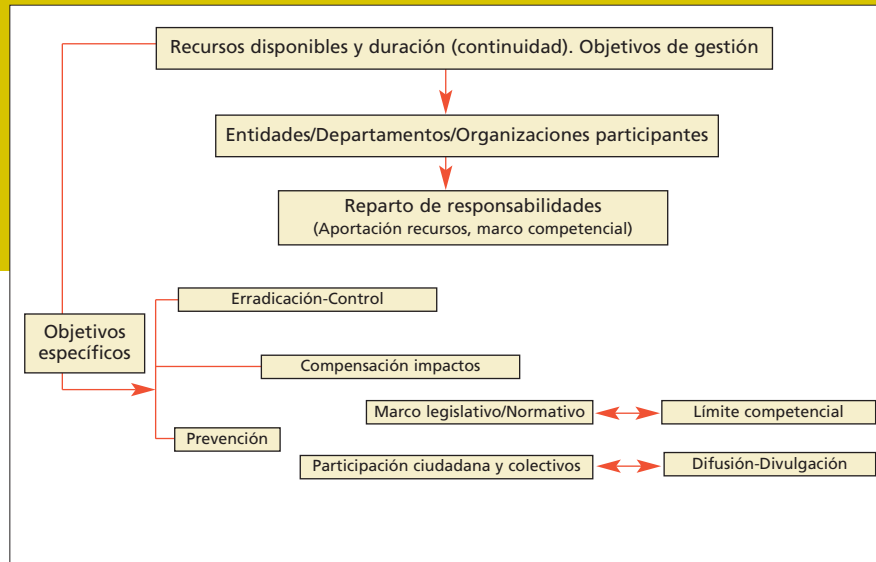 Recursos disponibles y duración (continuidad). Objetivos de gestión
Entidades/Departamentos/Organizaciones participantes
Reparto de responsabilidades
(Aportación recursos, marco competencial)
Erradicación-Control
Objetivos
específicos
Compensación impactos
Marco legislativo/Normativo
Límite competencial
Prevención
Participación ciudadana y colectivos
Difusión-Divulgación